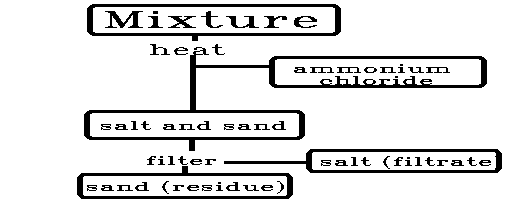 Mixture
heat
ammonium
chloride
salt and sand
filter
salt (filtrate
sand (residue)